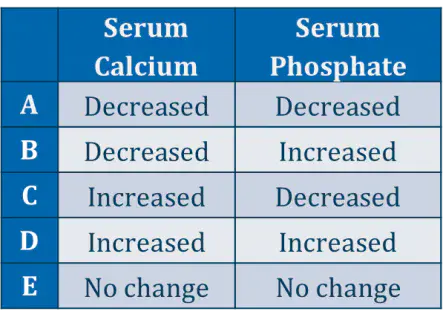 Serum Calcium Serum Phosphate
A Decreased Decreased
B Decreased Increased
C Increased Decreased
D Increased Increased
E No change No change